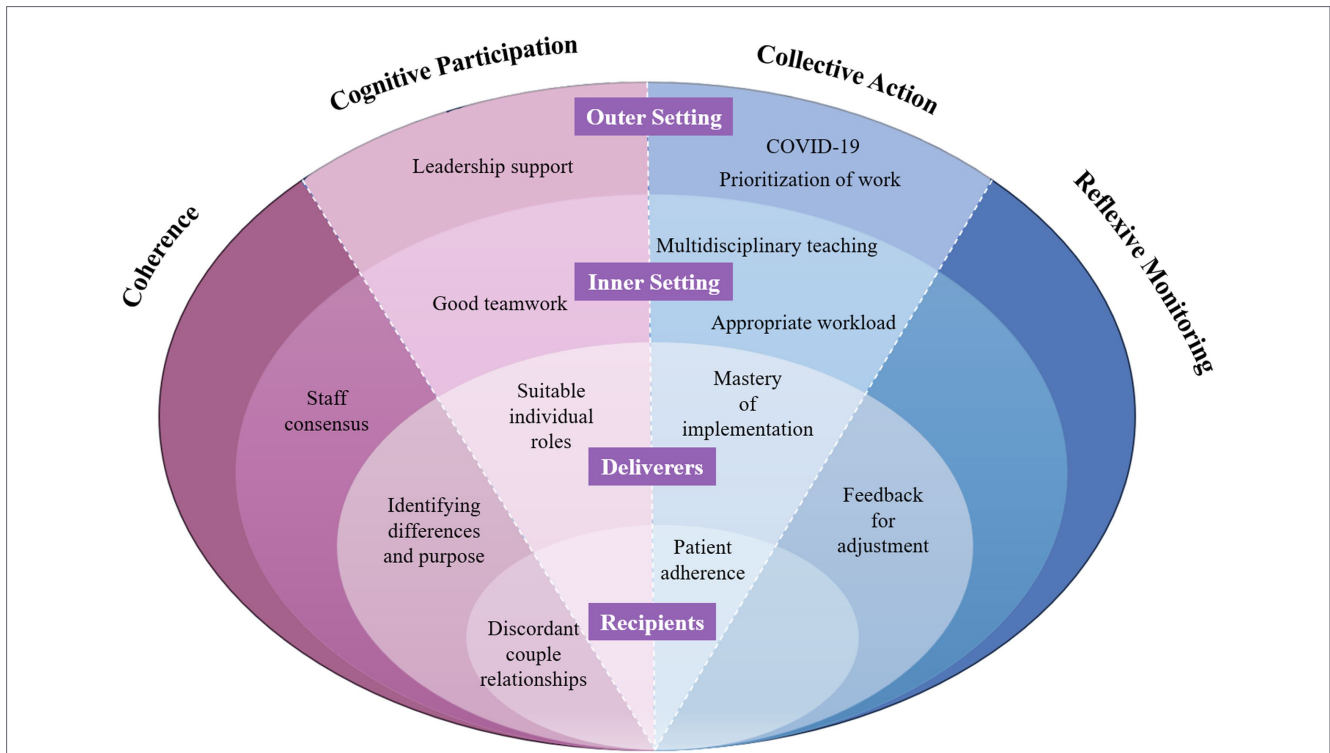 Cognitive Participation
Collective Action
Coherence
Reflexive Monitoring
Outer Setting
Leadership support
COVID-19
Prioritization of work
Multidisciplinary teaching
Inner Setting
Good teamwork
Appropriate workload
Staff
consensus
Suitable
individual
roles
Mastery
of
implementation
Deliverers
Identifying
differences
and purpose
Feedback
for
adjustment
Patient
adherence
Recipients
Discordant
couple
relationships